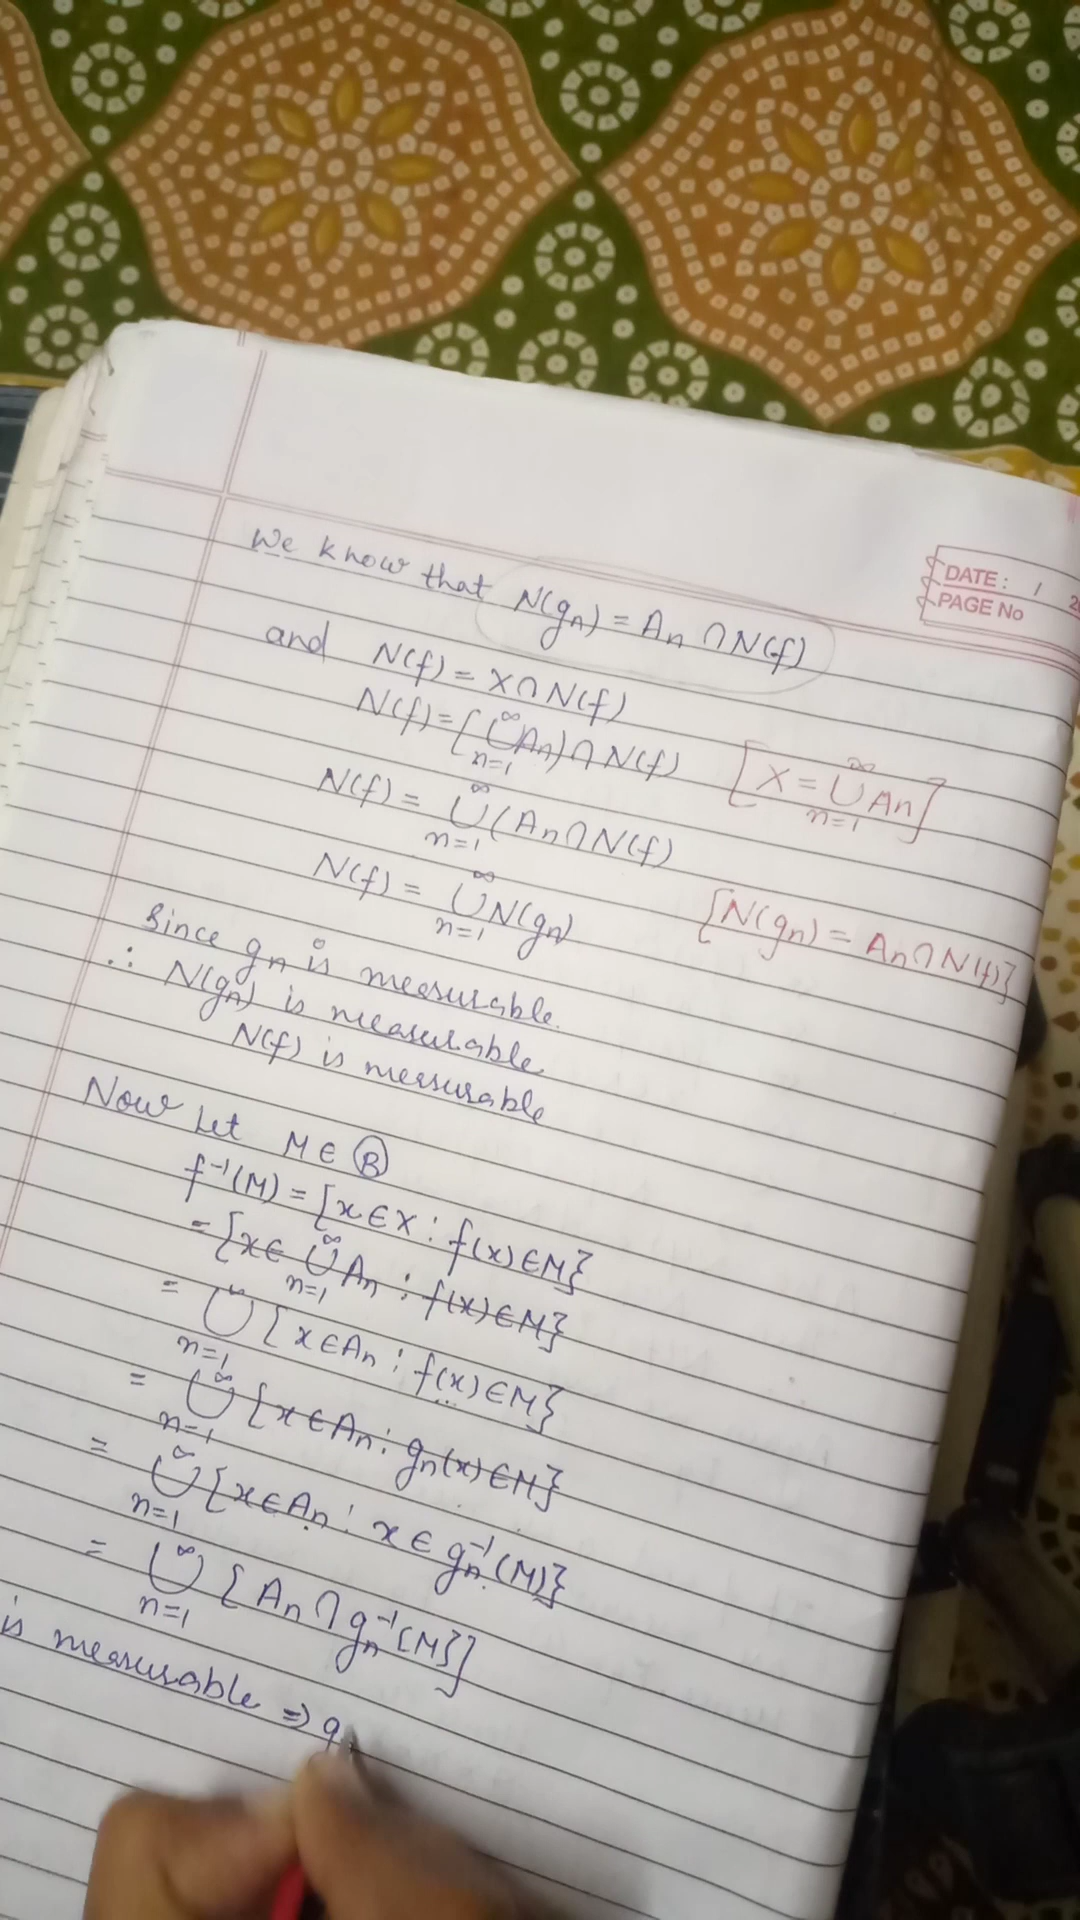 DATE: / 2
PAGE No
We know that N(gn) = An ∩ N(f)
and N(f) = X ∩ N(f)
N(f) = [∞⋃n=1 An) ∩ N(f) [X = ∞⋃n=1 An]
N(f) = ∞⋃n=1 (An ∩ N(f)
N(f) = ∞⋃n=1 N(gn) [N(gn) = An ∩ N(f)}
Since gn is measurable.
∴ N(gn) is measurable
N(f) is measurable
Now Let M ∈ Ⓑ
f⁻¹(M) = [x ∈ X : f(x) ∈ M}
= {x ∈ ∞⋃n=1 An : f(x) ∈ M}
= ∞⋃n=1 {x ∈ An : f(x) ∈ M}
= ∞⋃n=1 {x ∈ An : gn(x) ∈ M}
= ∞⋃n=1 {x ∈ An : x ∈ gn⁻¹(M)}
= ∞⋃n=1 {An ∩ gn⁻¹(M}]
is measurable ⇒ g